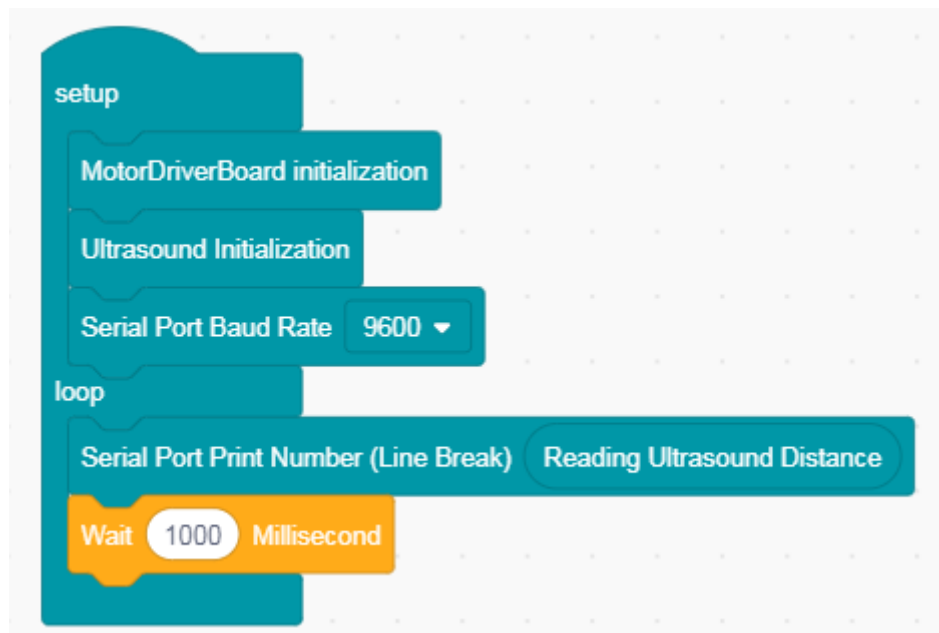 setup
MotorDriverBoard initialization
Ultrasound Initialization
Serial Port Baud Rate 9600
loop
Serial Port Print Number (Line Break) Reading Ultrasound Distance
Wait 1000 Millisecond